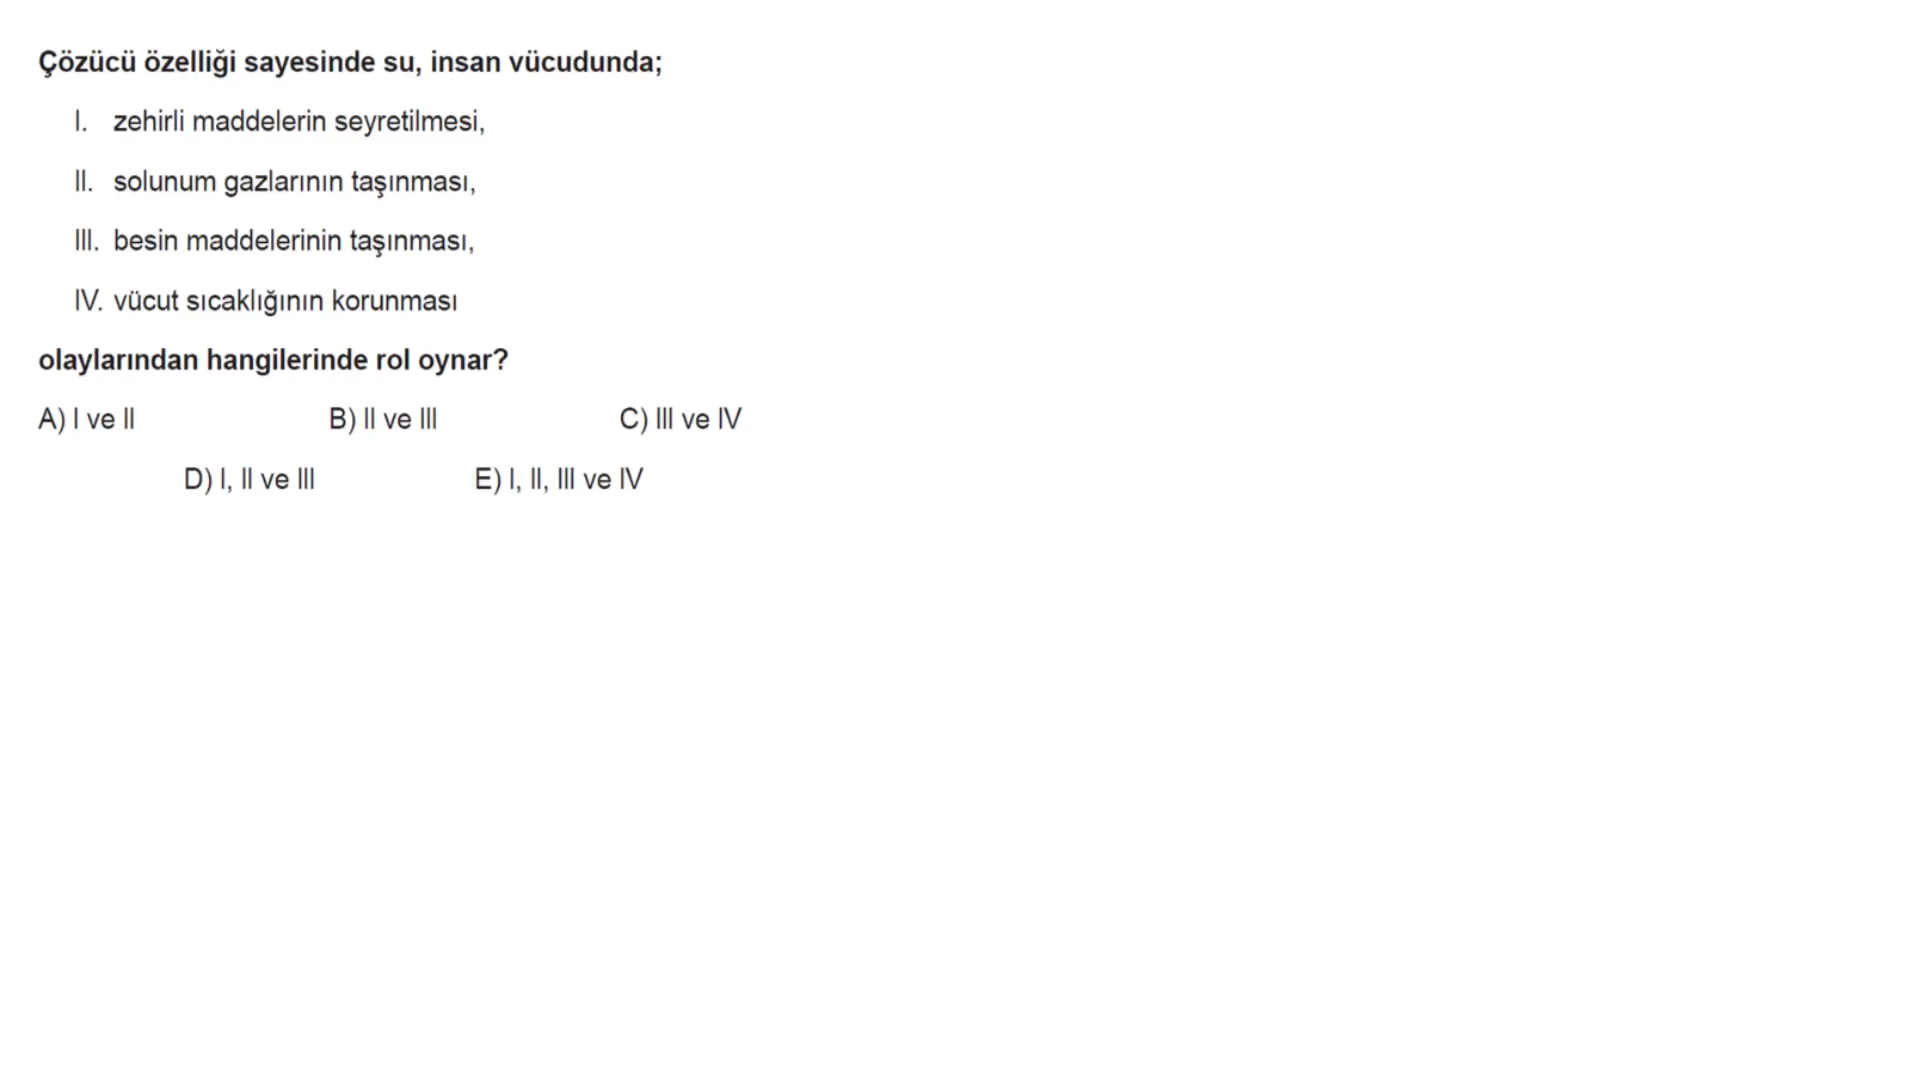 Çözücü özelliği sayesinde su, insan vücudunda;
I. zehirli maddelerin seyretilmesi,
II. solunum gazlarının taşınması,
III. besin maddelerinin taşınması,
IV. vücut sıcaklığının korunması
olaylarından hangilerinde rol oynar?
A) I ve II B) II ve III C) III ve IV
D) I, II ve III E) I, II, III ve IV